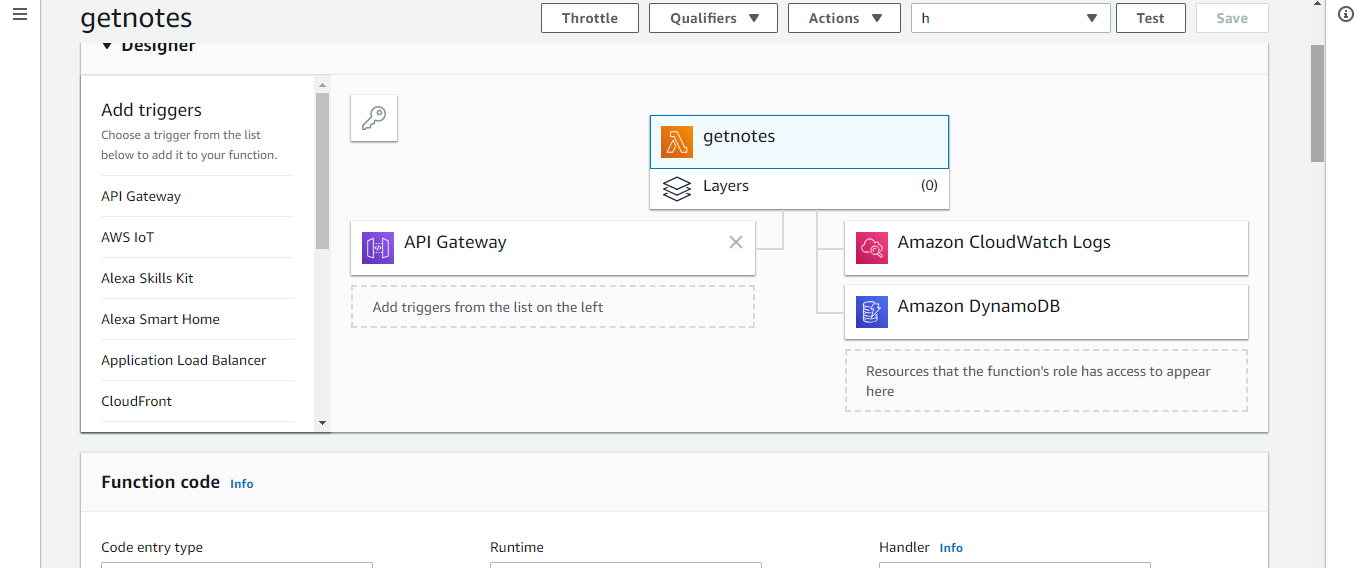 getnotes
Throttle
Qualifiers
Actions
h
Test
Save
Designer
Add triggers
Choose a trigger from the list
below to add it to your function.
API Gateway
AWS IoT
Alexa Skills Kit
Alexa Smart Home
Application Load Balancer
CloudFront
getnotes
Layers (0)
API Gateway
Add triggers from the list on the left
Amazon CloudWatch Logs
Amazon DynamoDB
Resources that the function's role has access to appear
here
Function code Info
Code entry type
Runtime
Handler Info